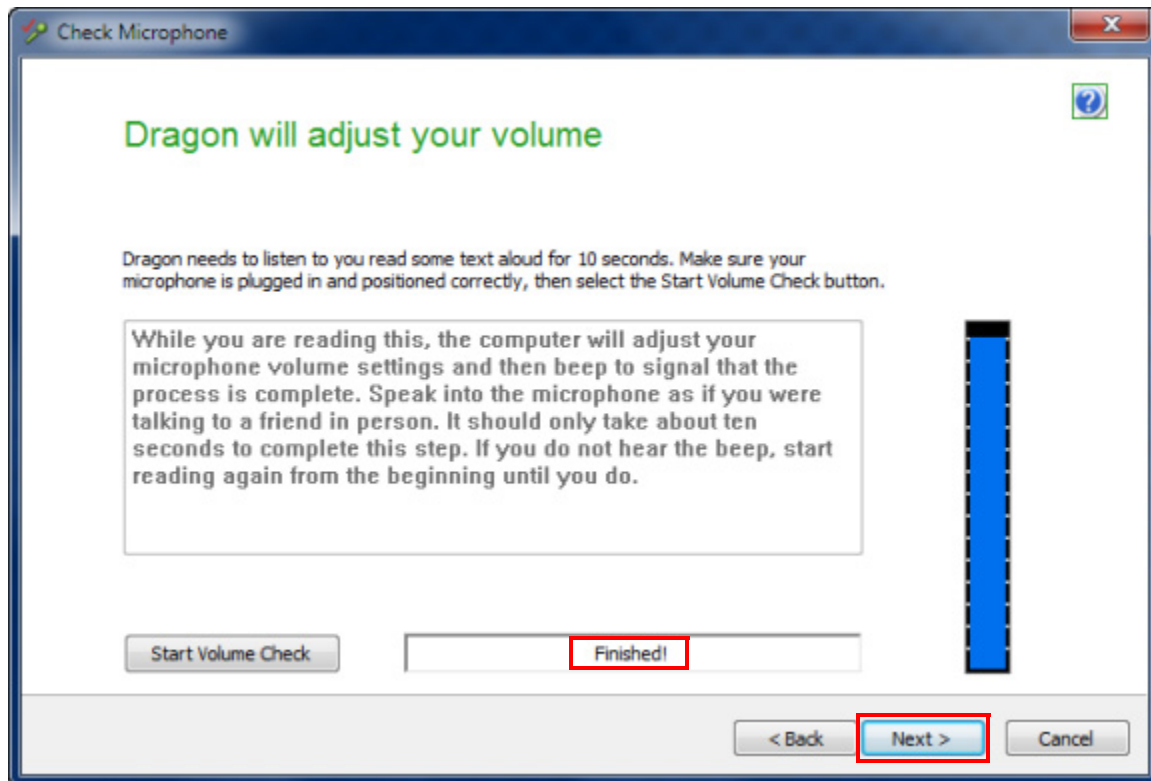 Check Microphone
Dragon will adjust your volume
Dragon needs to listen to you read some text aloud for 10 seconds. Make sure your
microphone is plugged in and positioned correctly, then select the Start Volume Check button.
While you are reading this, the computer will adjust your
microphone volume settings and then beep to signal that the
process is complete. Speak into the microphone as if you were
talking to a friend in person. It should only take about ten
seconds to complete this step. If you do not hear the beep, start
reading again from the beginning until you do.
Start Volume Check
Finished!
< Back
Next >
Cancel